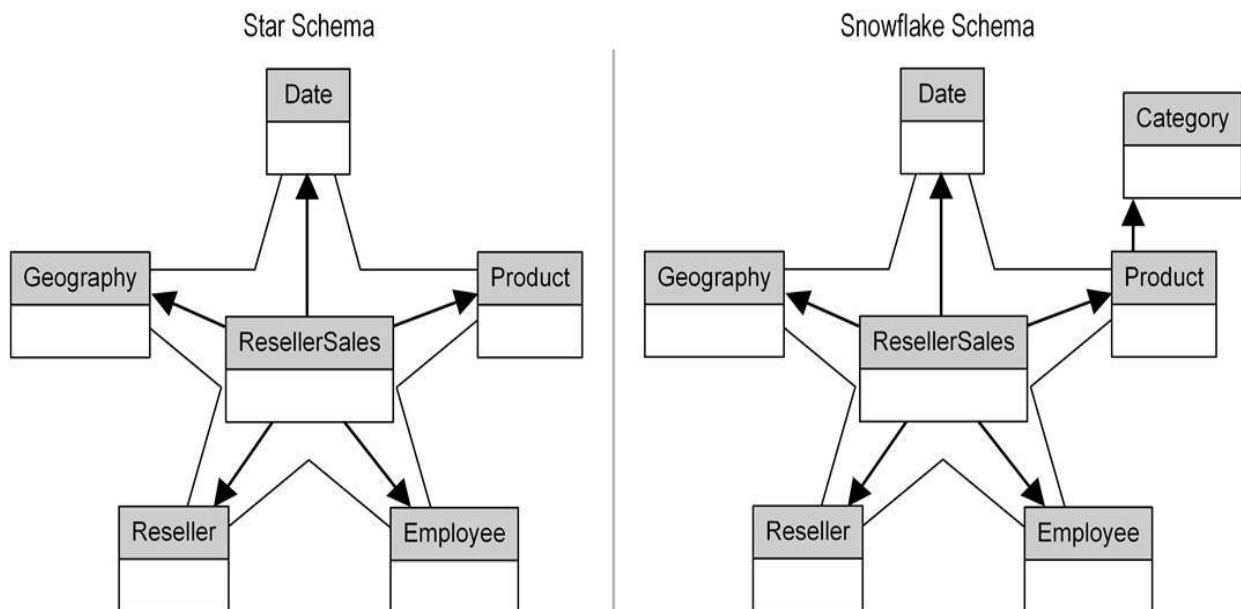 Star Schema
Date
Geography
Product
ResellerSales
Reseller
Employee
Snowflake Schema
Date
Category
Geography
Product
ResellerSales
Reseller
Employee